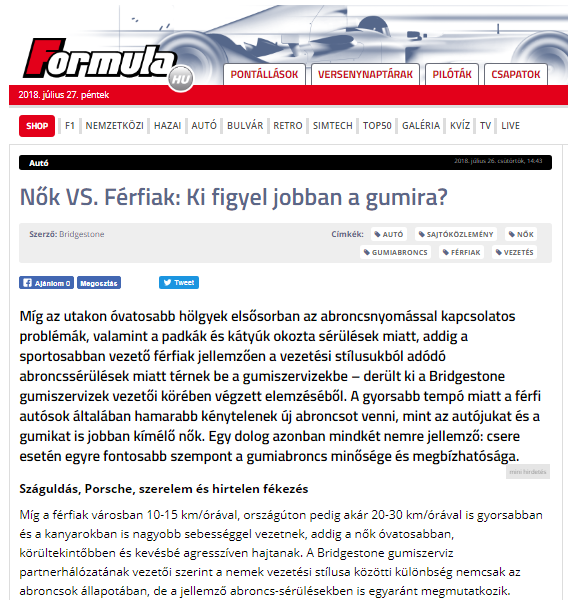 Formula
HU
PONTÁLLÁSOK
VERSENYNAPTÁRAK
PILÓTÁK
CSAPATOK
2018. július 27. péntek
SHOP
F1
NEMZETKÖZI
HAZAI
AUTÓ
BULVÁR
RETRO
SIMTECH
TOP50
GALÉRIA
KVÍZ
TV
LIVE
Autó
2018. július 26. csütörtök, 14:43
Nők VS. Férfiak: Ki figyel jobban a gumira?
Szerző: Bridgestone
Címkék: AUTÓ SAJTÓKÖZLEMÉNY NŐK
GUMIABRONCS FÉRFIAK VEZETÉS
Ajánlom 0
Megosztás
Tweet
Míg az utakon óvatosabb hölgyek elsősorban az abroncsnyomással kapcsolatos
problémák, valamint a padkák és kátyúk okozta sérülések miatt, addig a
sportosabban vezető férfiak jellemzően a vezetési stílusukból adódó
abroncssérülések miatt térnek be a gumiszervizekbe – derült ki a Bridgestone
gumiszervizek vezetői körében végzett elemzéséből. A gyorsabb tempó miatt a férfi
autósok általában hamarabb kénytelenek új abroncsot venni, mint az autójukat és a
gumikat is jobban kímélő nők. Egy dolog azonban mindkét nemre jellemző: csere
esetén egyre fontosabb szempont a gumiabroncs minősége és megbízhatósága.
mini hirdetés
Száguldás, Porsche, szerelem és hirtelen fékezés
Míg a férfiak városban 10-15 km/órával, országúton pedig akár 20-30 km/órával is gyorsabban
és a kanyarokban is nagyobb sebességgel vezetnek, addig a nők óvatosabban,
körültekintőbben és kevésbé agresszíven hajtanak. A Bridgestone gumiszerviz
partnerhálózatának vezetői szerint a nemek vezetési stílusa közötti különbség nemcsak az
abroncsok állapotában, de a jellemző abroncs-sérülésekben is egyaránt megmutatkozik.